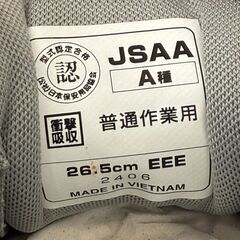 型式認定合格
認
(公社)日本保安用品協会
JSAA
A種
衝撃
吸収
普通作業用
26.5cm EEE
2406
MADE IN VIETNAM